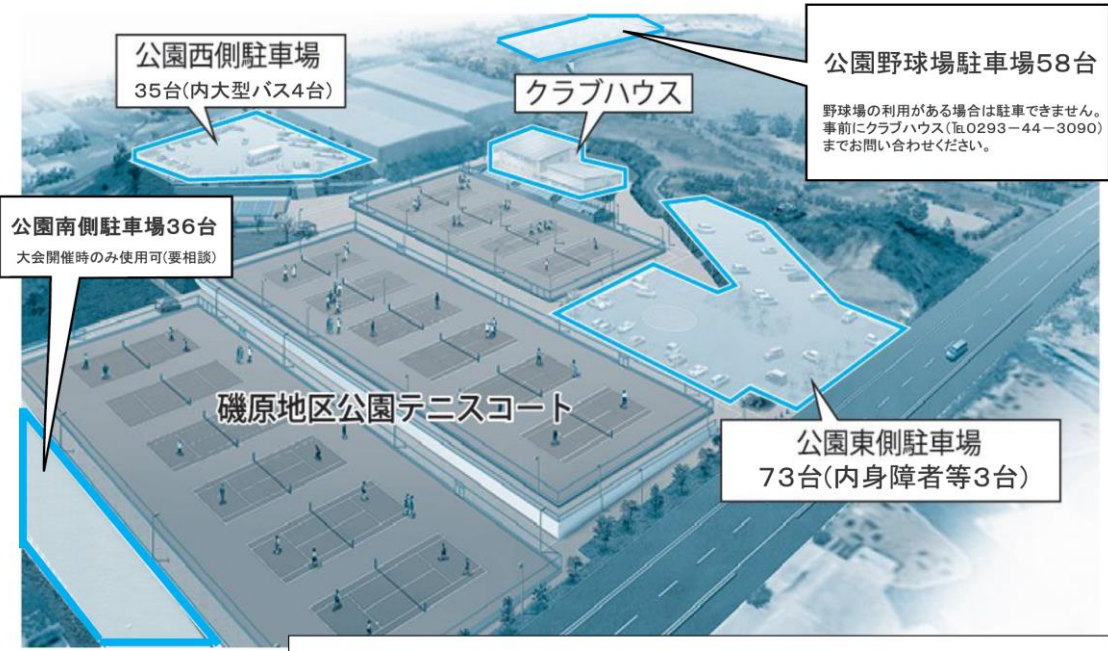 公園西側駐車場
35台(内大型バス4台)
クラブハウス
公園野球場駐車場58台
野球場の利用がある場合は駐車できません。
事前にクラブハウス(℡0293－44－3090)
までお問い合わせください。
公園南側駐車場36台
大会開催時のみ使用可(要相談)
磯原地区公園テニスコート
公園東側駐車場
73台(内身障者等3台)